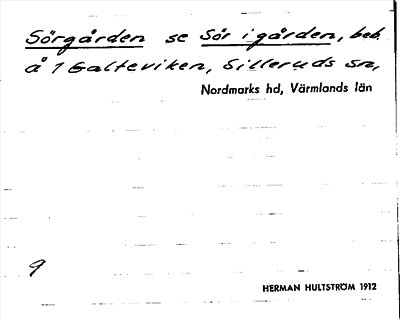 Sörgården se Sör i gården, beb.
å 1 Galteviken, Silleruds sn,
Nordmarks hd, Värmlands län
9
HERMAN HULTSTRÖM 1912